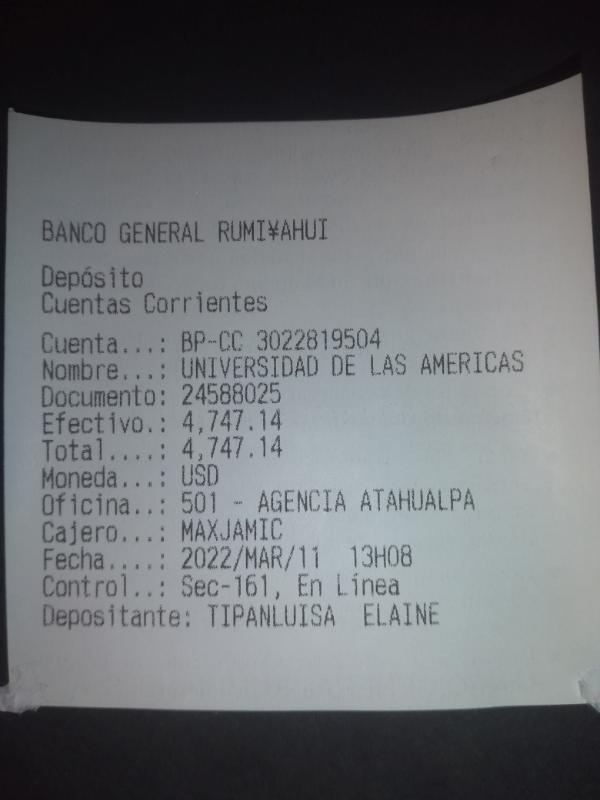 BANCO GENERAL RUMI¥AHUI
Depósito
Cuentas Corrientes
Cuenta...: BP-CC 3022819504
Nombre...: UNIVERSIDAD DE LAS AMERICAS
Documento: 24588025
Efectivo.: 4,747.14
Total....: 4,747.14
Moneda...: USD
Oficina..: 501 - AGENCIA ATAHUALPA
Cajero...: MAXJAMIC
Fecha....: 2022/MAR/11 13H08
Control..: Sec-161, En Línea
Depositante: TIPANLUISA ELAINE